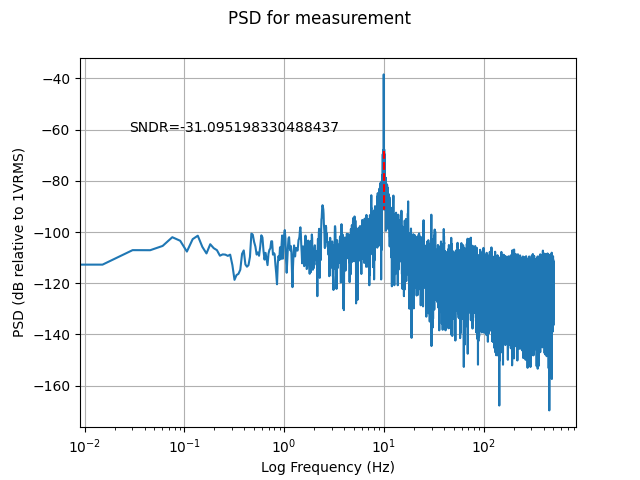 PSD for measurement
−40
−60
−80
−100
−120
−140
−160
SNDR=-31.095198330488437
PSD (dB relative to 1VRMS)
10⁻² 10⁻¹ 10⁰ 10¹ 10²
Log Frequency (Hz)